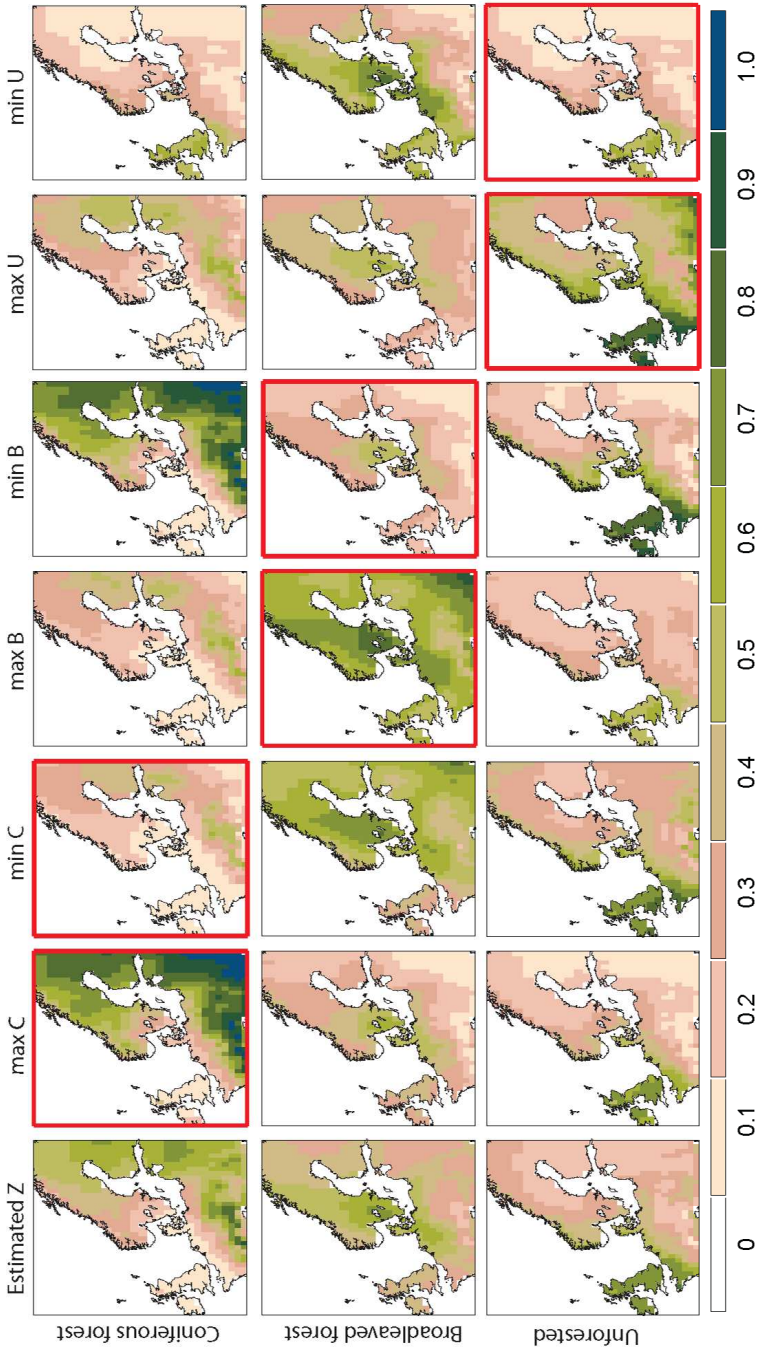 Estimated Z
max C
min C
max B
min B
max U
min U
Coniferous forest
Broadleaved forest
Unforested
0
0.1
0.2
0.3
0.4
0.5
0.6
0.7
0.8
0.9
1.0